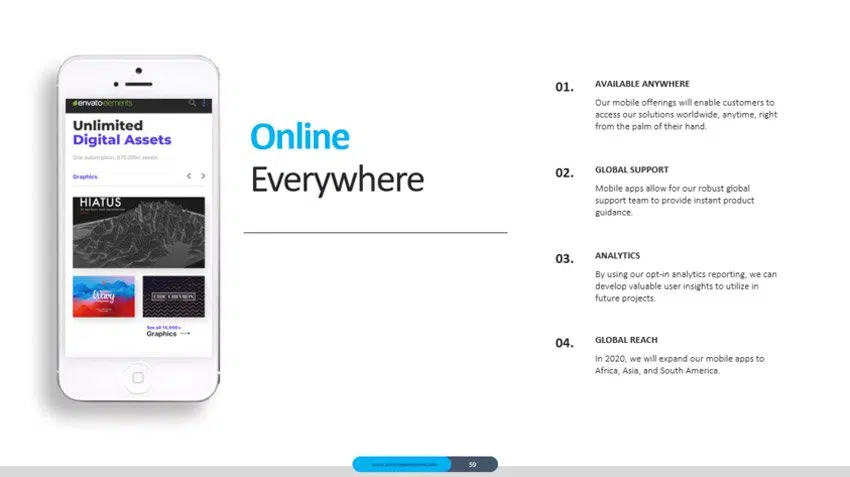 envato elements
Unlimited
Digital Assets
One subscription, 970,000+ assets
Graphics
HIATUS
Wavy
CHIC CHEVRON
See all 14,000+
Graphics
Online
Everywhere
01.
AVAILABLE ANYWHERE
Our mobile offerings will enable customers to
access our solutions worldwide, anytime, right
from the palm of their hand.
02.
GLOBAL SUPPORT
Mobile apps allow for our robust global
support team to provide instant product
guidance.
03.
ANALYTICS
By using our opt-in analytics reporting, we can
develop valuable user insights to utilize in
future projects.
04.
GLOBAL REACH
In 2020, we will expand our mobile apps to
Africa, Asia, and South America.
59